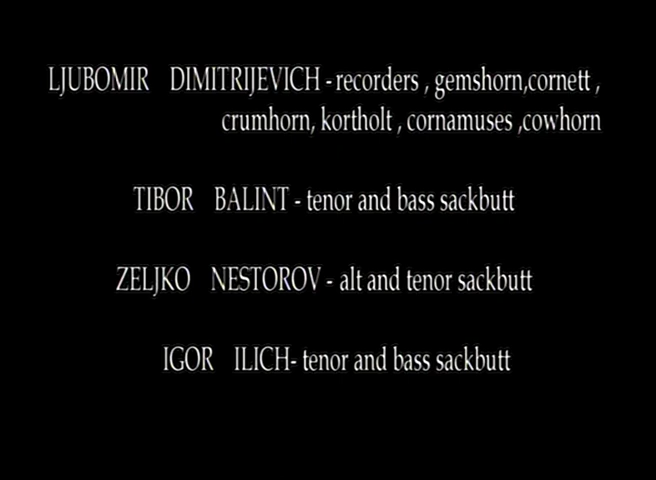 LJUBOMIR DIMITRIJEVICH - recorders , gemshorn,cornett ,
crumhorn, kortholt , cornamuses ,cowhorn
TIBOR BALINT - tenor and bass sackbutt
ZELJKO NESTOROV - alt and tenor sackbutt
IGOR ILICH- tenor and bass sackbutt